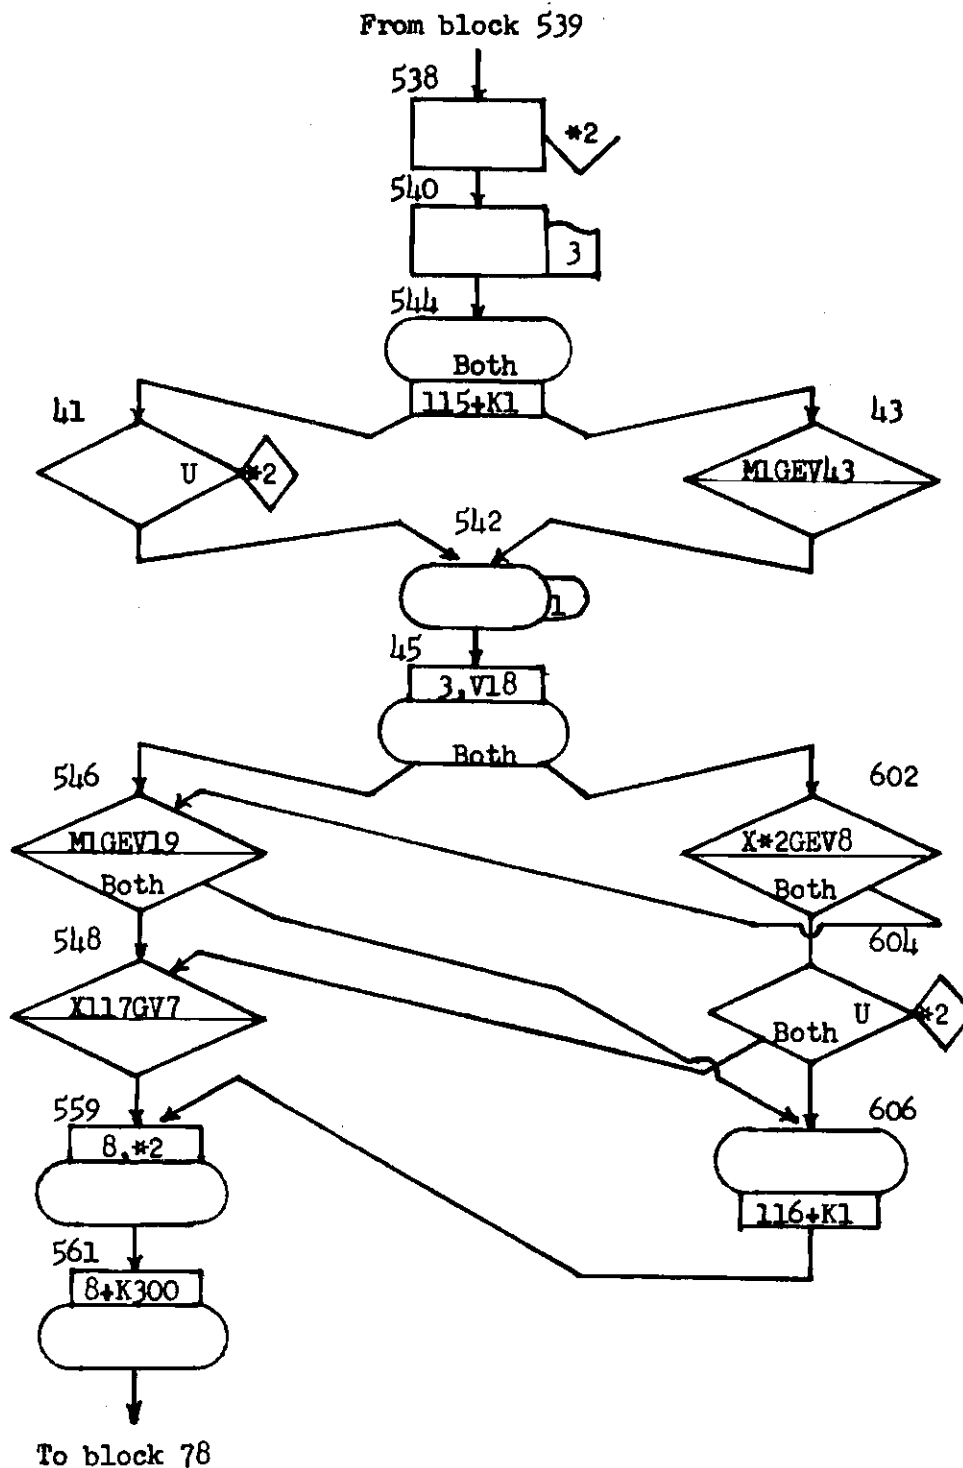 From block 539
538
*2
540
3
544
Both
115+K1
41
43
U
*2
M1GEV43
542
1
45
3,V18
Both
546
602
M1GEV19
X*2GEV8
Both
Both
548
604
X117GV7
U
*2
Both
559
606
8,*2
116+K1
561
8+K300
To block 78